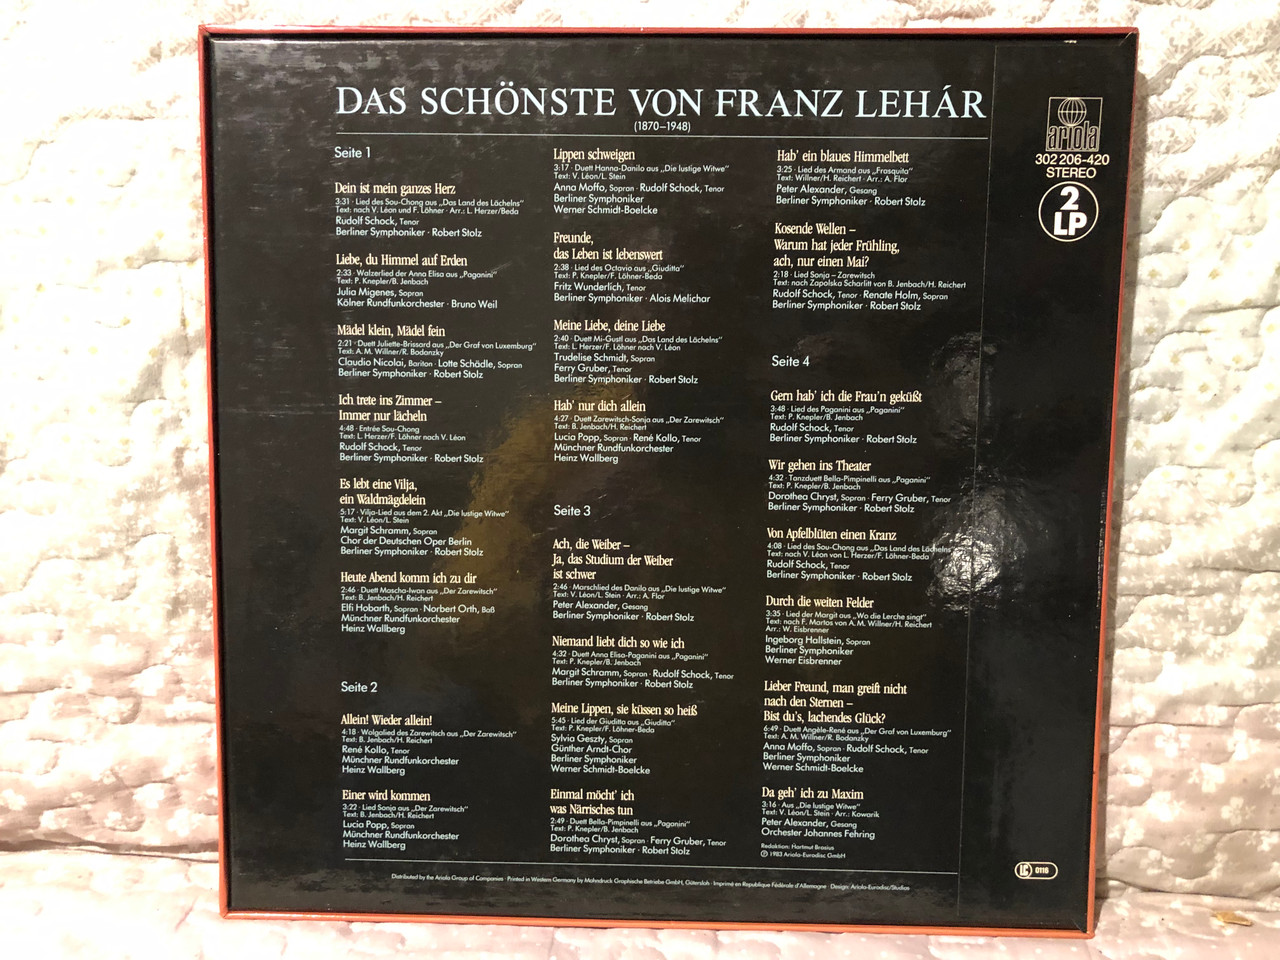 DAS SCHÖNSTE VON FRANZ LEHÁR
(1870–1948)
Seite 1
Dein ist mein ganzes Herz
3:31 · Lied des Sou-Chong aus „Das Land des Lächelns"
Text: nach V. Léon und F. Löhner · Arr.: L. Herzer/Beda
Rudolf Schock, Tenor
Berliner Symphoniker · Robert Stolz
Liebe, du Himmel auf Erden
2:33 · Walzerlied der Anna Elisa aus „Paganini"
Text: P. Knepler/B. Jenbach
Julia Migenes, Sopran
Kölner Rundfunkorchester · Bruno Weil
Mädel klein, Mädel fein
2:21 · Duett Juliette-Brissard aus „Der Graf von Luxemburg"
Text: A. M. Willner/R. Bodanzky
Claudio Nicolai, Bariton · Lotte Schädle, Sopran
Berliner Symphoniker · Robert Stolz
Ich trete ins Zimmer –
Immer nur lächeln
4:48 · Entrée Sou-Chong
Text: L. Herzer/F. Löhner nach V. Léon
Rudolf Schock, Tenor
Berliner Symphoniker · Robert Stolz
Es lebt eine Vilja,
ein Waldmägdelein
5:17 · Vilja-Lied aus dem 2. Akt „Die lustige Witwe"
Text: V. Léon/L. Stein
Margit Schramm, Sopran
Chor der Deutschen Oper Berlin
Berliner Symphoniker · Robert Stolz
Heute Abend komm ich zu dir
2:46 · Duett Mascha-Iwan aus „Der Zarewitsch"
Text: B. Jenbach/H. Reichert
Elfi Hobarth, Sopran · Norbert Orth, Baß
Münchner Rundfunkorchester
Heinz Wallberg
Seite 2
Allein! Wieder allein!
4:18 · Wolgalied des Zarewitsch aus „Der Zarewitsch"
Text: B. Jenbach/H. Reichert
René Kollo, Tenor
Münchner Rundfunkorchester
Heinz Wallberg
Einer wird kommen
3:22 · Lied Sonja aus „Der Zarewitsch"
Text: B. Jenbach/H. Reichert
Lucia Popp, Sopran
Münchner Rundfunkorchester
Heinz Wallberg
Lippen schweigen
3:17 · Duett Hanna-Danilo aus „Die lustige Witwe"
Text: V. Léon/L. Stein
Anna Moffo, Sopran · Rudolf Schock, Tenor
Berliner Symphoniker
Werner Schmidt-Boelcke
Freunde,
das Leben ist lebenswert
2:38 · Lied des Octavio aus „Giuditta"
Text: P. Knepler/F. Löhner-Beda
Fritz Wunderlich, Tenor
Berliner Symphoniker · Alois Melichar
Meine Liebe, deine Liebe
2:40 · Duett Mi-Gustl aus „Das Land des Lächelns"
Text: L. Herzer/F. Löhner nach V. Léon
Trudeliese Schmidt, Sopran
Ferry Gruber, Tenor
Berliner Symphoniker · Robert Stolz
Hab' nur dich allein
4:27 · Duett Zarewitsch-Sonja aus „Der Zarewitsch"
Text: B. Jenbach/H. Reichert
Lucia Popp, Sopran · René Kollo, Tenor
Münchner Rundfunkorchester
Heinz Wallberg
Seite 3
Ach, die Weiber –
Ja, das Studium der Weiber
ist schwer
2:46 · Marschlied des Danilo aus „Die lustige Witwe"
Text: V. Léon/L. Stein · Arr.: A. Flor
Peter Alexander, Gesang
Berliner Symphoniker · Robert Stolz
Niemand liebt dich so wie ich
4:32 · Duett Anna Elisa-Paganini aus „Paganini"
Text: P. Knepler/B. Jenbach
Margit Schramm, Sopran · Rudolf Schock, Tenor
Berliner Symphoniker · Robert Stolz
Meine Lippen, sie küssen so heiß
5:45 · Lied der Giuditta aus „Giuditta"
Text: P. Knepler/F. Löhner-Beda
Sylvia Geszty, Sopran
Günther Arndt-Chor
Berliner Symphoniker
Werner Schmidt-Boelcke
Einmal möcht' ich
was Närrisches tun
2:49 · Duett Bella-Pimpinelli aus „Paganini"
Text: P. Knepler/B. Jenbach
Dorothea Chryst, Sopran · Ferry Gruber, Tenor
Berliner Symphoniker · Robert Stolz
Hab' ein blaues Himmelbett
3:25 · Lied des Armand aus „Frasquita"
Text: Willner/H. Reichert · Arr.: A. Flor
Peter Alexander, Gesang
Berliner Symphoniker · Robert Stolz
Kosende Wellen –
Warum hat jeder Frühling,
ach, nur einen Mai?
2:18 · Lied Sonja – Zarewitsch
Text: nach Zapolska Scharlitt von B. Jenbach/H. Reichert
Rudolf Schock, Tenor · Renate Holm, Sopran
Berliner Symphoniker · Robert Stolz
Seite 4
Gern hab' ich die Frau'n geküßt
3:48 · Lied des Paganini aus „Paganini"
Text: P. Knepler/B. Jenbach
Rudolf Schock, Tenor
Berliner Symphoniker · Robert Stolz
Wir gehen ins Theater
4:32 · Tanzduett Bella-Pimpinelli aus „Paganini"
Text: P. Knepler/B. Jenbach
Dorothea Chryst, Sopran · Ferry Gruber, Tenor
Berliner Symphoniker · Robert Stolz
Von Apfelblüten einen Kranz
4:08 · Lied des Sou-Chong aus „Das Land des Lächelns"
Text: nach V. Léon von L. Herzer/F. Löhner-Beda
Rudolf Schock, Tenor
Berliner Symphoniker · Robert Stolz
Durch die weiten Felder
3:35 · Lied der Margit aus „Wo die Lerche singt"
Text: nach F. Martos von A. M. Willner/H. Reichert
Arr.: W. Eisbrenner
Ingeborg Hallstein, Sopran
Berliner Symphoniker
Werner Eisbrenner
Lieber Freund, man greift nicht
nach den Sternen –
Bist du's, lachendes Glück?
6:49 · Duett Angèle-René aus „Der Graf von Luxemburg"
Text: A. M. Willner/R. Bodanzky
Anna Moffo, Sopran · Rudolf Schock, Tenor
Berliner Symphoniker
Werner Schmidt-Boelcke
Da geh' ich zu Maxim
3:16 · Aus „Die lustige Witwe"
Text: V. Léon/L. Stein · Arr.: Kowarik
Peter Alexander, Gesang
Orchester Johannes Fehring
Redaktion: Hartmut Brasius
Ⓟ 1983 Ariola-Eurodisc GmbH
ariola
302 206-420
STEREO
2
LP
LC 0116
Distributed by the Ariola Group of Companies · Printed in Western Germany by Mohndruck Graphische Betriebe GmbH, Gütersloh · Imprimé en République Fédérale d'Allemagne · Design: Ariola-Eurodisc/Studios